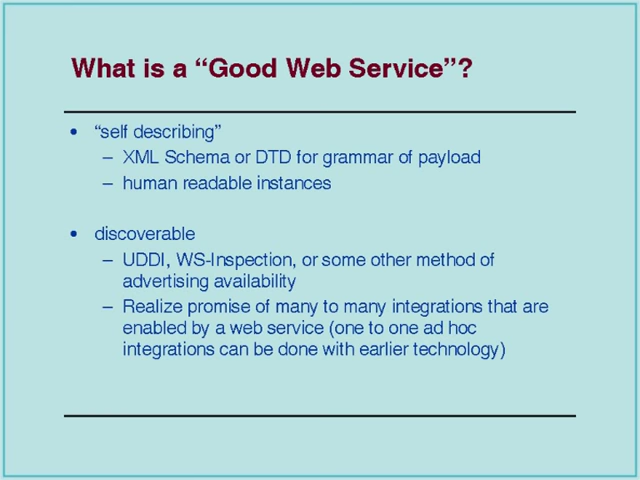 What is a “Good Web Service”?
• “self describing”
– XML Schema or DTD for grammar of payload
– human readable instances
• discoverable
– UDDI, WS-Inspection, or some other method of
advertising availability
– Realize promise of many to many integrations that are
enabled by a web service (one to one ad hoc
integrations can be done with earlier technology)